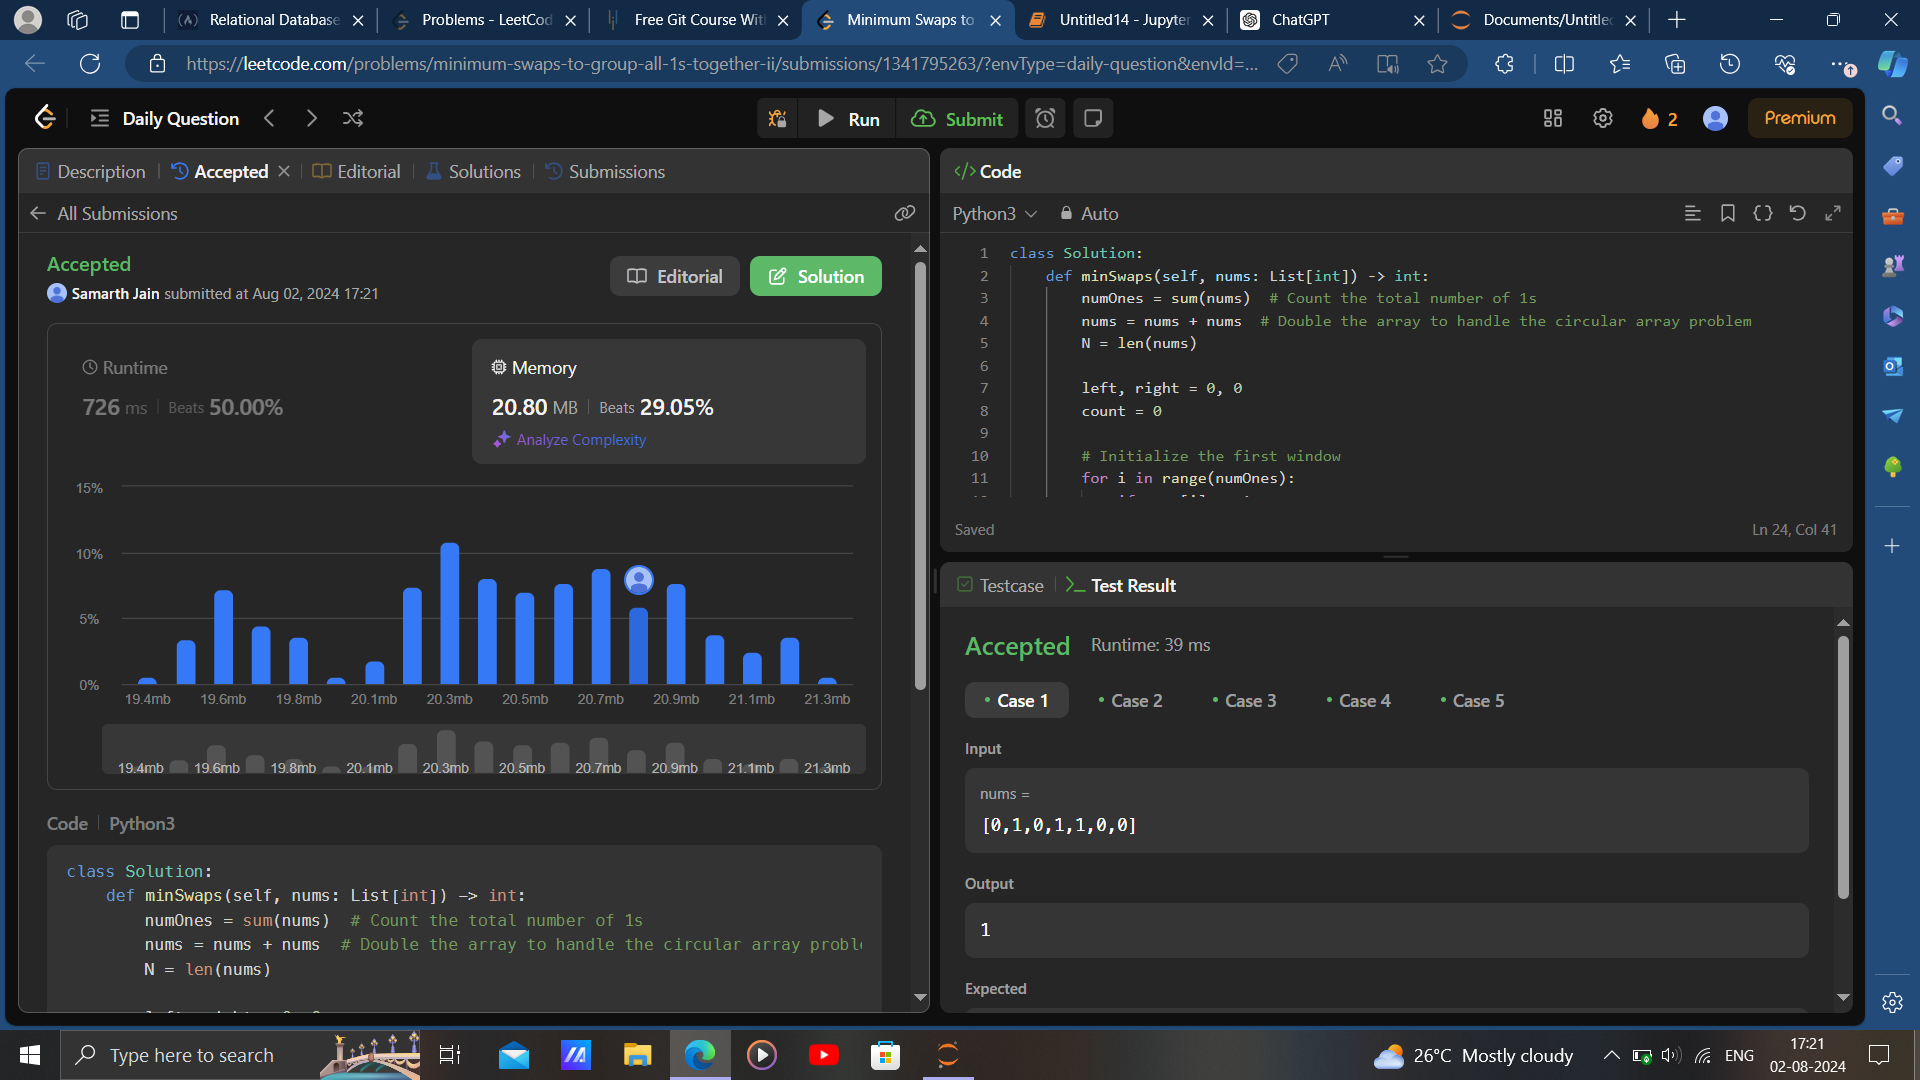 Relational Database
Problems - LeetCod
Free Git Course Wit
Minimum Swaps to
Untitled14 - Jupyter
ChatGPT
Documents/Untitled
https://leetcode.com/problems/minimum-swaps-to-group-all-1s-together-ii/submissions/1341795263/?envType=daily-question&envId=...
Daily Question
Run
Submit
2
Premium
Description
Accepted
Editorial
Solutions
Submissions
All Submissions
Accepted
Samarth Jain submitted at Aug 02, 2024 17:21
Editorial
Solution
Runtime
726 ms
Beats 50.00%
Memory
20.80 MB
Beats 29.05%
Analyze Complexity
15%
10%
5%
0%
19.4mb 19.6mb 19.8mb 20.1mb 20.3mb 20.5mb 20.7mb 20.9mb 21.1mb 21.3mb
19.4mb 19.6mb 19.8mb 20.1mb 20.3mb 20.5mb 20.7mb 20.9mb 21.1mb 21.3mb
Code
Python3
class Solution:
def minSwaps(self, nums: List[int]) -> int:
numOnes = sum(nums)  # Count the total number of 1s
nums = nums + nums  # Double the array to handle the circular array proble
N = len(nums)
</> Code
Python3
Auto
1 class Solution:
2 def minSwaps(self, nums: List[int]) -> int:
3 numOnes = sum(nums)  # Count the total number of 1s
4 nums = nums + nums  # Double the array to handle the circular array problem
5 N = len(nums)
6
7 left, right = 0, 0
8 count = 0
9
10 # Initialize the first window
11 for i in range(numOnes):
Saved
Ln 24, Col 41
Testcase
Test Result
Accepted
Runtime: 39 ms
Case 1
Case 2
Case 3
Case 4
Case 5
Input
nums =
[0,1,0,1,1,0,0]
Output
1
Expected
Type here to search
26°C Mostly cloudy
ENG
17:21
02-08-2024